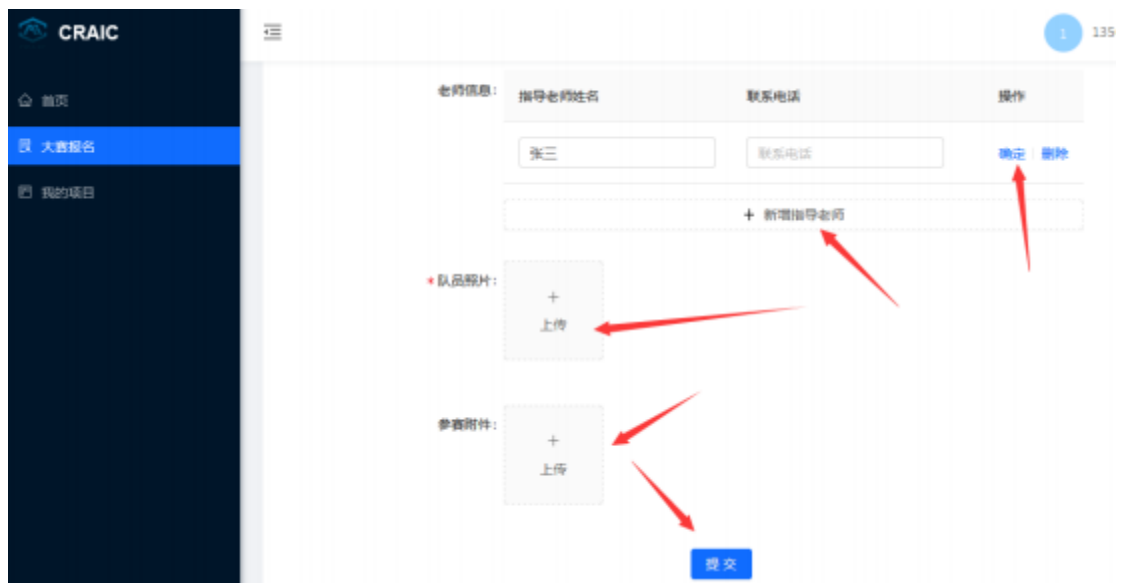 CRAIC
1
135
首页
大赛报名
我的项目
老师信息:
指导老师姓名
联系电话
操作
张三
联系电话
确定
删除
+ 新增指导老师
*队员照片:
+
上传
参赛附件:
+
上传
提交